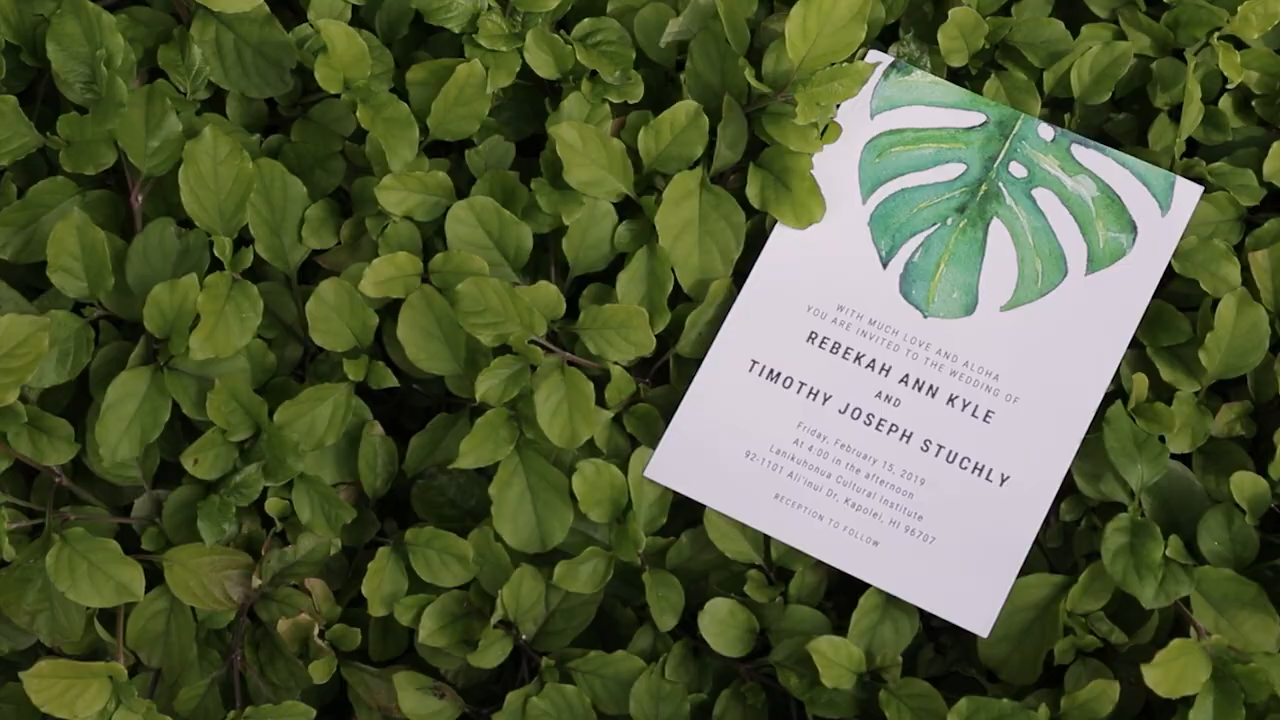 WITH MUCH LOVE AND ALOHA
YOU ARE INVITED TO THE WEDDING OF
REBEKAH ANN KYLE
AND
TIMOTHY JOSEPH STUCHLY
Friday, February 15, 2019
At 4:00 in the afternoon
Lanikuhonua Cultural Institute
92-1101 Ali'inui Dr, Kapolei, HI 96707
RECEPTION TO FOLLOW